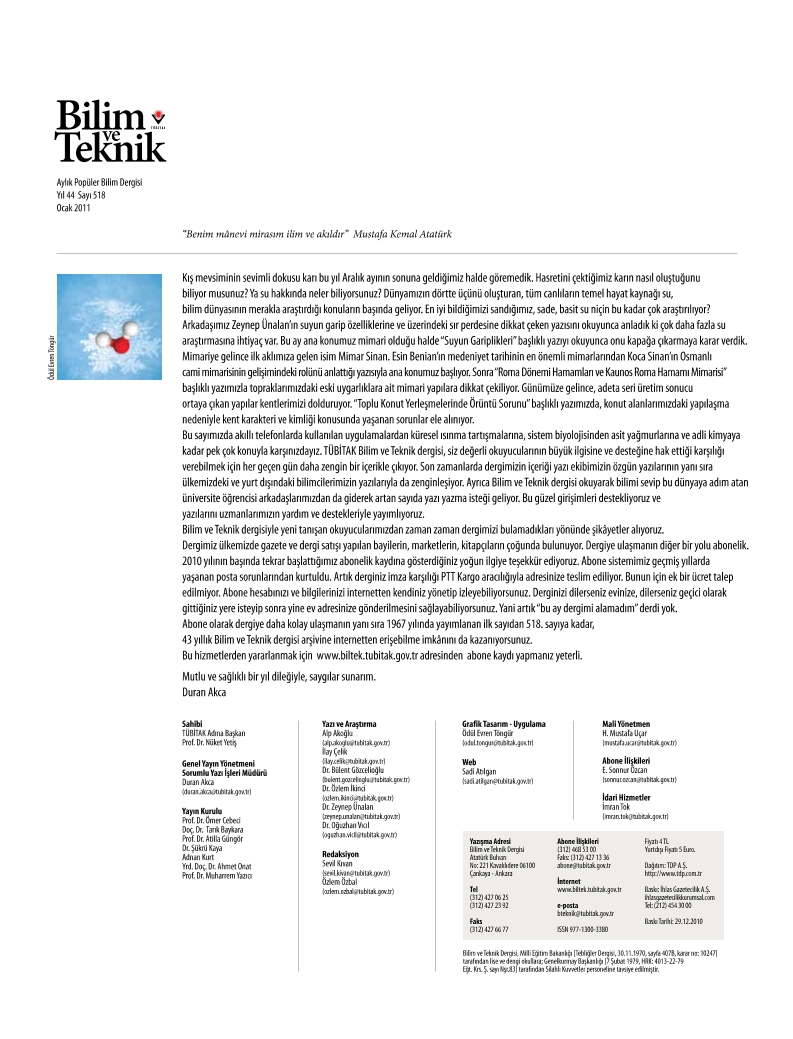 Bilim
ve
Teknik
TÜBİTAK
Aylık Popüler Bilim Dergisi
Yıl 44 Sayı 518
Ocak 2011
“Benim mânevi mirasım ilim ve akıldır” Mustafa Kemal Atatürk
Ödül Evren Töngür
Kış mevsiminin sevimli dokusu karı bu yıl Aralık ayının sonuna geldiğimiz halde göremedik. Hasretini çektiğimiz karın nasıl oluştuğunu
biliyor musunuz? Ya su hakkında neler biliyorsunuz? Dünyamızın dörtte üçünü oluşturan, tüm canlıların temel hayat kaynağı su,
bilim dünyasının merakla araştırdığı konuların başında geliyor. En iyi bildiğimizi sandığımız, sade, basit su niçin bu kadar çok araştırılıyor?
Arkadaşımız Zeynep Ünalan’ın suyun garip özelliklerine ve üzerindeki sır perdesine dikkat çeken yazısını okuyunca anladık ki çok daha fazla su
araştırmasına ihtiyaç var. Bu ay ana konumuz mimari olduğu halde “Suyun Gariplikleri” başlıklı yazıyı okuyunca onu kapağa çıkarmaya karar verdik.
Mimariye gelince ilk aklımıza gelen isim Mimar Sinan. Esin Benian’ın medeniyet tarihinin en önemli mimarlarından Koca Sinan’ın Osmanlı
cami mimarisinin gelişimindeki rolünü anlattığı yazısıyla ana konumuz başlıyor. Sonra “Roma Dönemi Hamamları ve Kaunos Roma Hamamı Mimarisi”
başlıklı yazımızla topraklarımızdaki eski uygarlıklara ait mimari yapılara dikkat çekiliyor. Günümüze gelince, adeta seri üretim sonucu
ortaya çıkan yapılar kentlerimizi dolduruyor. “Toplu Konut Yerleşmelerinde Örüntü Sorunu” başlıklı yazımızda, konut alanlarımızdaki yapılaşma
nedeniyle kent karakteri ve kimliği konusunda yaşanan sorunlar ele alınıyor.
Bu sayımızda akıllı telefonlarda kullanılan uygulamalardan küresel ısınma tartışmalarına, sistem biyolojisinden asit yağmurlarına ve adli kimyaya
kadar pek çok konuyla karşınızdayız. TÜBİTAK Bilim ve Teknik dergisi, siz değerli okuyucularının büyük ilgisine ve desteğine hak ettiği karşılığı
verebilmek için her geçen gün daha zengin bir içerikle çıkıyor. Son zamanlarda dergimizin içeriği yazı ekibimizin özgün yazılarının yanı sıra
ülkemizdeki ve yurt dışındaki bilimcilerimizin yazılarıyla da zenginleşiyor. Ayrıca Bilim ve Teknik dergisi okuyarak bilimi sevip bu dünyaya adım atan
üniversite öğrencisi arkadaşlarımızdan da giderek artan sayıda yazı yazma isteği geliyor. Bu güzel girişimleri destekliyoruz ve
yazılarını uzmanlarımızın yardım ve destekleriyle yayımlıyoruz.
Bilim ve Teknik dergisiyle yeni tanışan okuyucularımızdan zaman zaman dergimizi bulamadıkları yönünde şikâyetler alıyoruz.
Dergimiz ülkemizde gazete ve dergi satışı yapılan bayilerin, marketlerin, kitapçıların çoğunda bulunuyor. Dergiye ulaşmanın diğer bir yolu abonelik.
2010 yılının başında tekrar başlattığımız abonelik kaydına gösterdiğiniz yoğun ilgiye teşekkür ediyoruz. Abone sistemimiz geçmiş yıllarda
yaşanan posta sorunlarından kurtuldu. Artık derginiz imza karşılığı PTT Kargo aracılığıyla adresinize teslim ediliyor. Bunun için ek bir ücret talep
edilmiyor. Abone hesabınızı ve bilgilerinizi internetten kendiniz yönetip izleyebiliyorsunuz. Derginizi dilerseniz evinize, dilerseniz geçici olarak
gittiğiniz yere isteyip sonra yine ev adresinize gönderilmesini sağlayabiliyorsunuz. Yani artık “bu ay dergimi alamadım” derdi yok.
Abone olarak dergiye daha kolay ulaşmanın yanı sıra 1967 yılında yayımlanan ilk sayıdan 518. sayıya kadar,
43 yıllık Bilim ve Teknik dergisi arşivine internetten erişebilme imkânını da kazanıyorsunuz.
Bu hizmetlerden yararlanmak için www.biltek.tubitak.gov.tr adresinden abone kaydı yapmanız yeterli.
Mutlu ve sağlıklı bir yıl dileğiyle, saygılar sunarım.
Duran Akca
Sahibi
TÜBİTAK Adına Başkan
Prof. Dr. Nüket Yetiş
Genel Yayın Yönetmeni
Sorumlu Yazı İşleri Müdürü
Duran Akca
(duran.akca@tubitak.gov.tr)
Yayın Kurulu
Prof. Dr. Ömer Cebeci
Doç. Dr. Tarık Baykara
Prof. Dr. Atilla Güngör
Dr. Şükrü Kaya
Adnan Kurt
Yrd. Doç. Dr. Ahmet Onat
Prof. Dr. Muharrem Yazıcı
Yazı ve Araştırma
Alp Akoğlu
(alp.akoglu@tubitak.gov.tr)
İlay Çelik
(ilay.celik@tubitak.gov.tr)
Dr. Bülent Gözcelioğlu
(bulent.gozcelioglu@tubitak.gov.tr)
Dr. Özlem İkinci
(ozlem.ikinci@tubitak.gov.tr)
Dr. Zeynep Ünalan
(zeynep.unalan@tubitak.gov.tr)
Dr. Oğuzhan Vıcıl
(oguzhan.vicil@tubitak.gov.tr)
Redaksiyon
Sevil Kıvan
(sevil.kivan@tubitak.gov.tr)
Özlem Özbal
(ozlem.ozbal@tubitak.gov.tr)
Grafik Tasarım - Uygulama
Ödül Evren Töngür
(odul.tongur@tubitak.gov.tr)
Web
Sadi Atılgan
(sadi.atilgan@tubitak.gov.tr)
Mali Yönetmen
H. Mustafa Uçar
(mustafa.ucar@tubitak.gov.tr)
Abone İlişkileri
E. Sonnur Özcan
(sonnur.ozcan@tubitak.gov.tr)
İdari Hizmetler
İmran Tok
(imran.tok@tubitak.gov.tr)
Yazışma Adresi
Bilim ve Teknik Dergisi
Atatürk Bulvarı
No: 221 Kavaklıdere 06100
Çankaya - Ankara
Tel
(312) 427 06 25
(312) 427 23 92
Faks
(312) 427 66 77
Abone İlişkileri
(312) 468 53 00
Faks: (312) 427 13 36
abone@tubitak.gov.tr
İnternet
www.biltek.tubitak.gov.tr
e-posta
bteknik@tubitak.gov.tr
ISSN 977-1300-3380
Fiyatı 4 TL
Yurtdışı Fiyatı 5 Euro.
Dağıtım: TDP A.Ş.
http://www.tdp.com.tr
Baskı: İhlas Gazetecilik A.Ş.
ihlasgazetecilikkurumsal.com
Tel: (212) 454 30 00
Baskı Tarihi: 29.12.2010
Bilim ve Teknik Dergisi, Milli Eğitim Bakanlığı [Tebliğler Dergisi, 30.11.1970, sayfa 407B, karar no: 10247]
tarafından lise ve dengi okullara; Genelkurmay Başkanlığı [7 Şubat 1979, HRK: 4013-22-79
Eğt. Krs. Ş. sayı Nşr.83] tarafından Silahlı Kuvvetler personeline tavsiye edilmiştir.